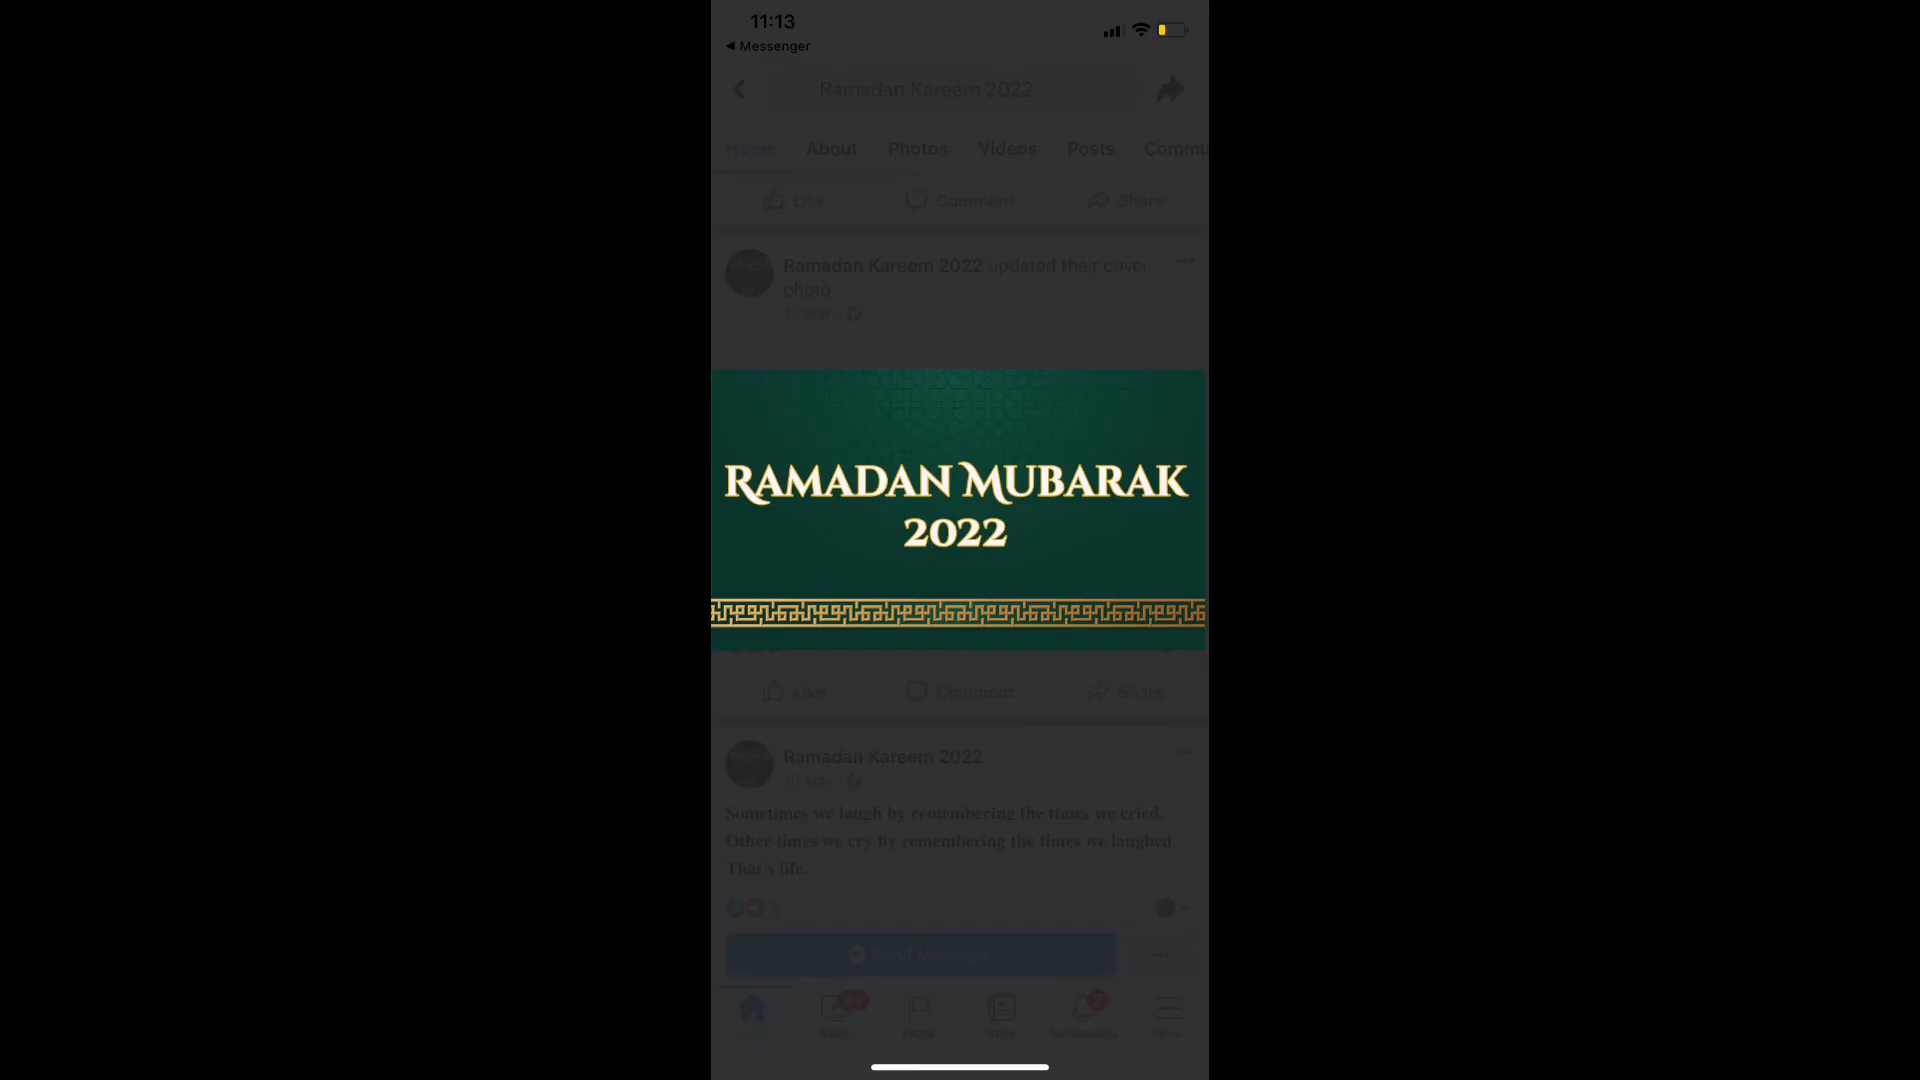 11:13
Messenger
Ramadan Kareem 2022
Home About Photos Videos Posts Commu
Like Comment Share
Ramadan Kareem 2022 updated their cover
photo.
RAMADAN MUBARAK
2022
Like Comment Share
Ramadan Kareem 2022
Sometimes we laugh by remembering the times we cried.
Other times we cry by remembering the times we laughed.
That's life.